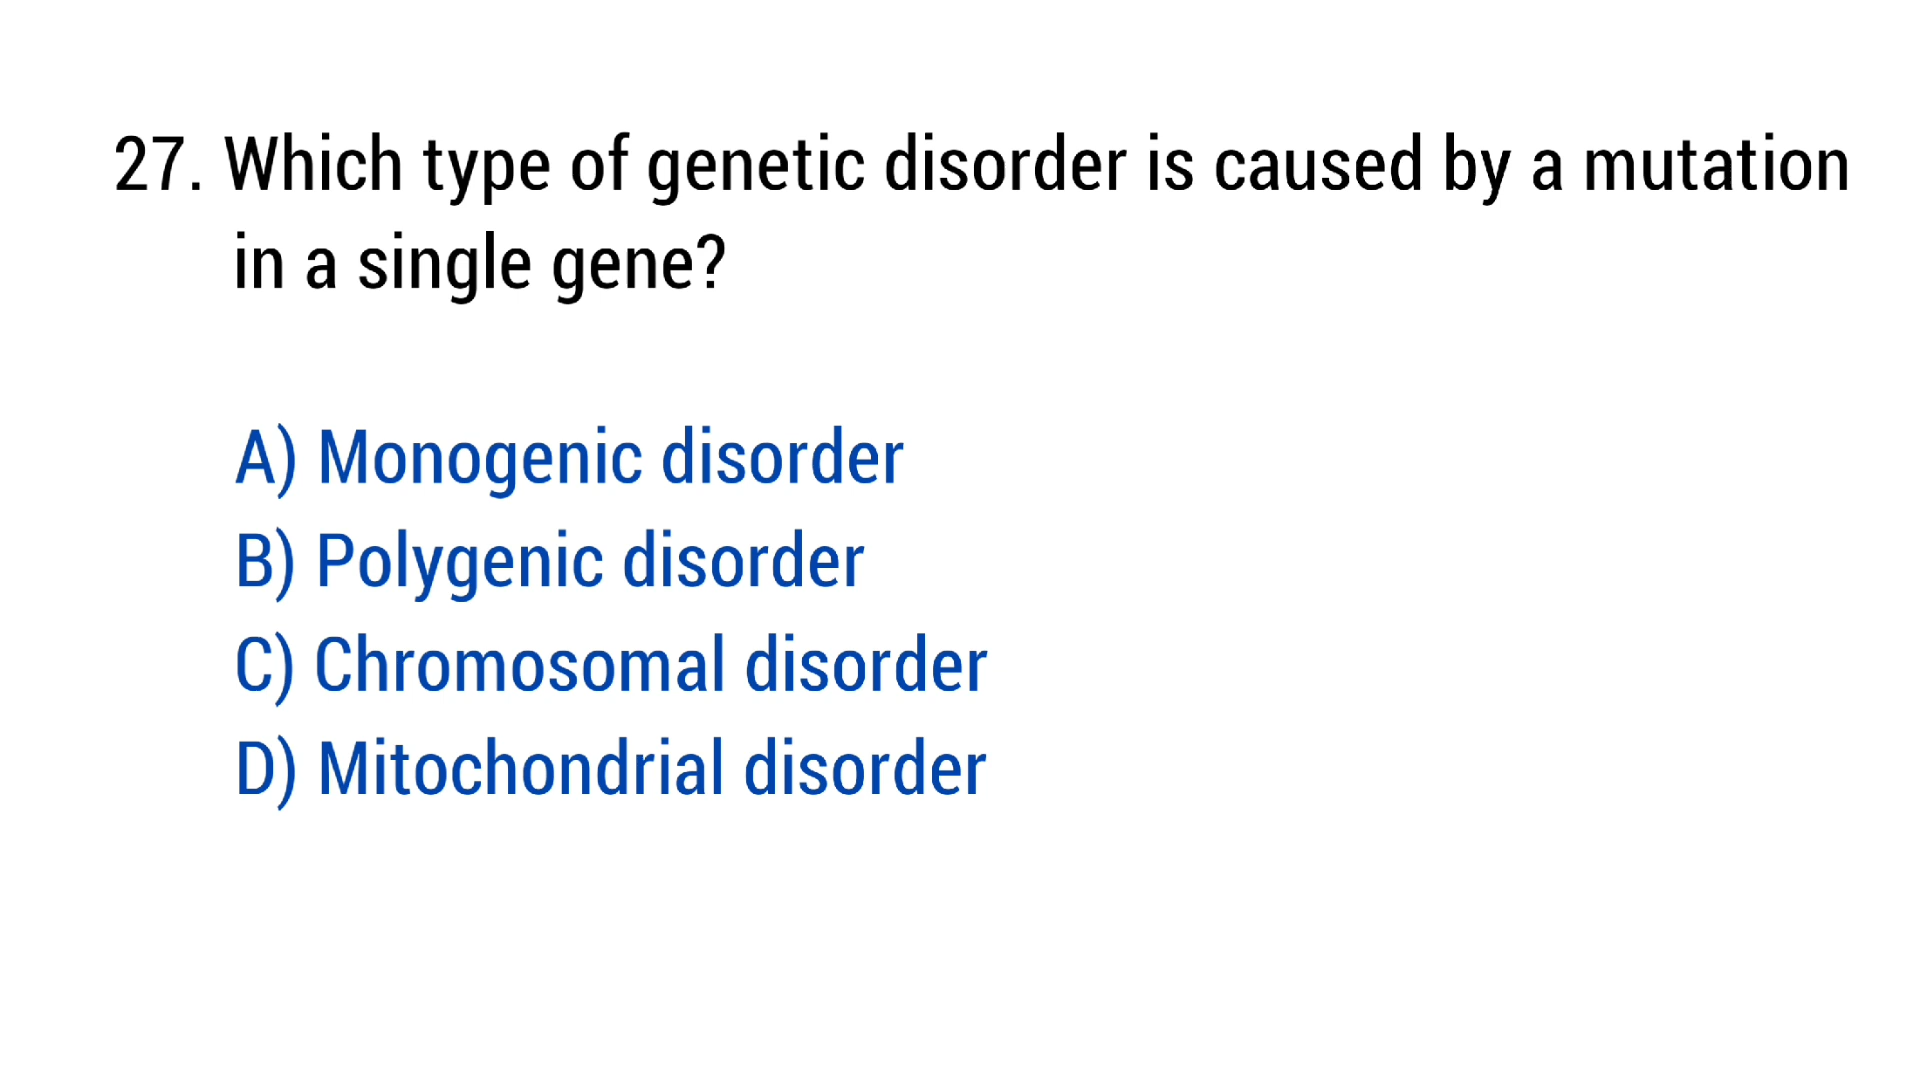 27. Which type of genetic disorder is caused by a mutation
in a single gene?
A) Monogenic disorder
B) Polygenic disorder
C) Chromosomal disorder
D) Mitochondrial disorder